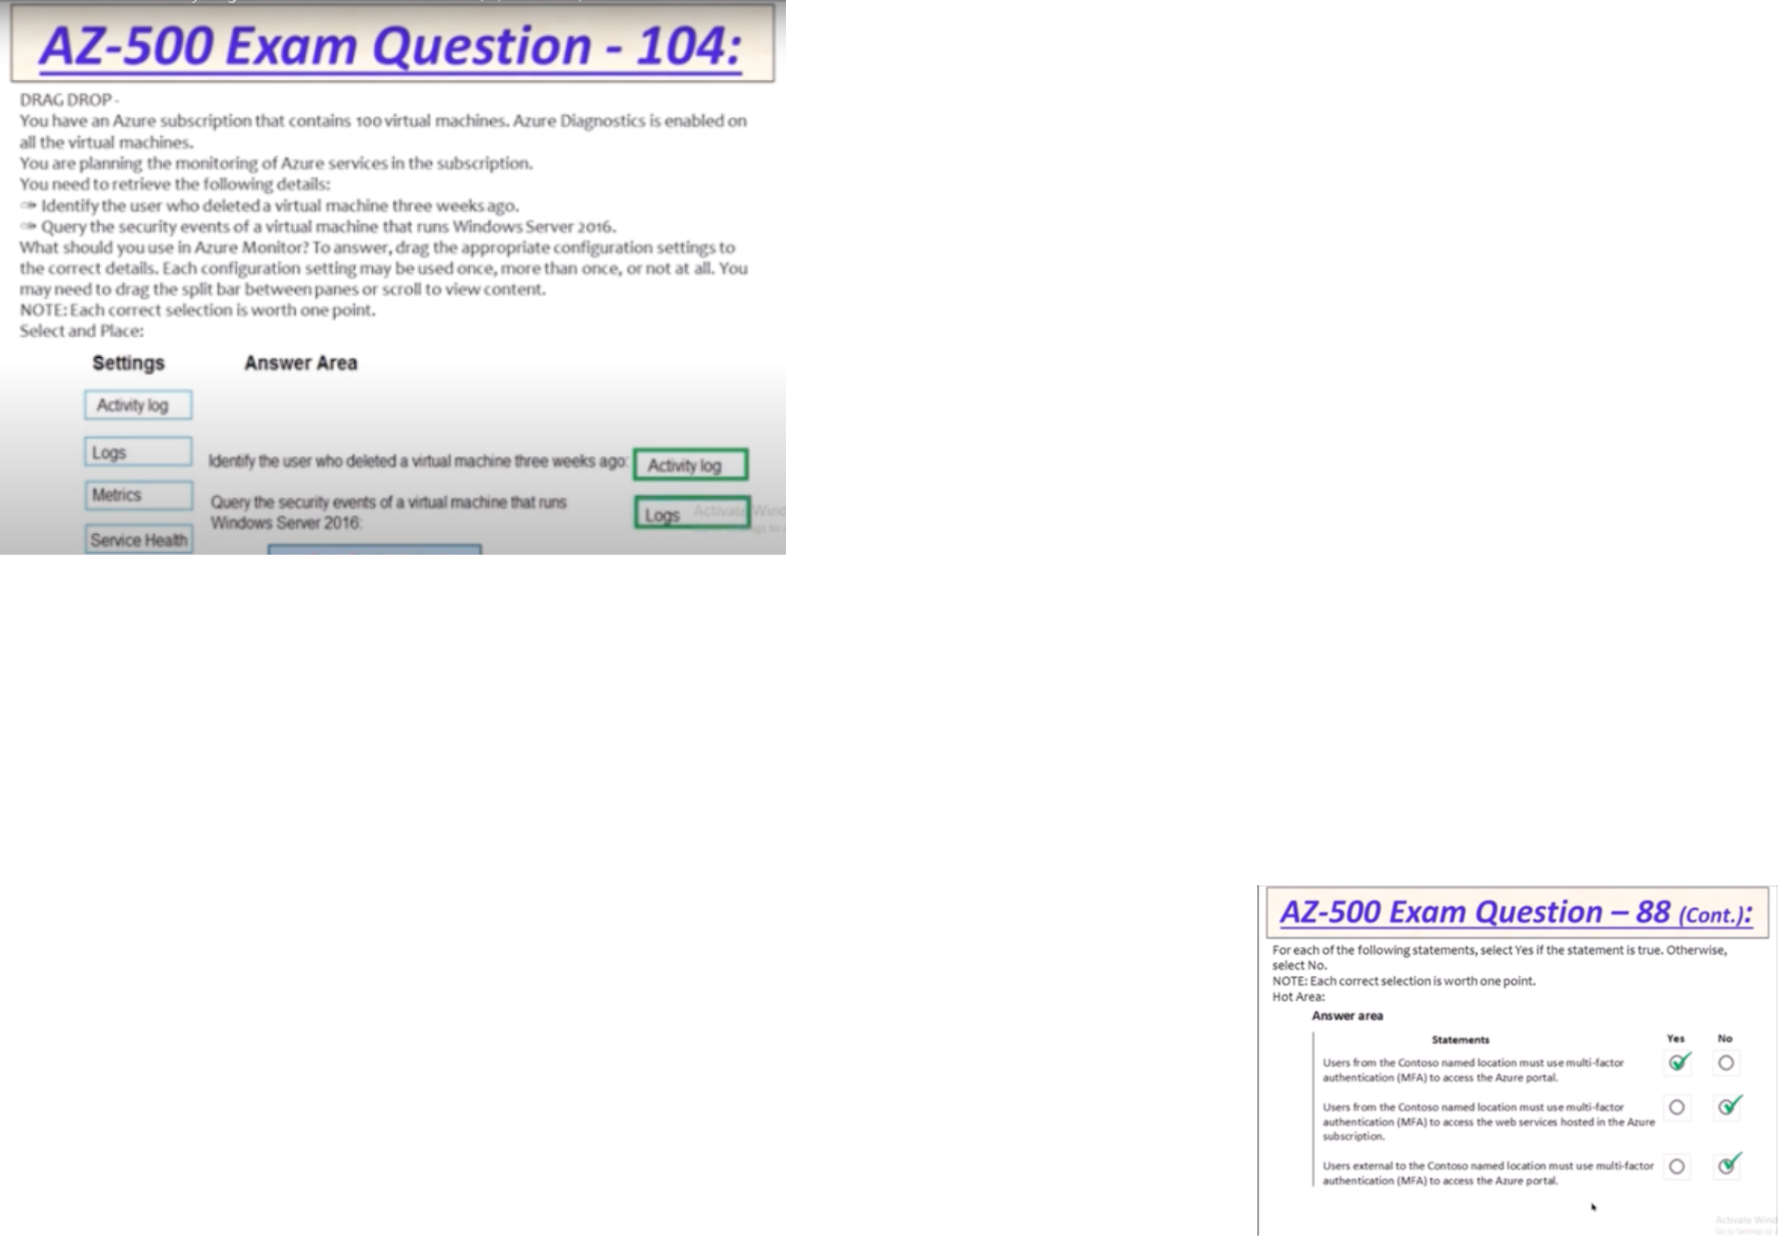 AZ-500 Exam Question - 104:
DRAG DROP -
You have an Azure subscription that contains 100 virtual machines. Azure Diagnostics is enabled on
all the virtual machines.
You are planning the monitoring of Azure services in the subscription.
You need to retrieve the following details:
⇒ Identify the user who deleted a virtual machine three weeks ago.
⇒ Query the security events of a virtual machine that runs Windows Server 2016.
What should you use in Azure Monitor? To answer, drag the appropriate configuration settings to
the correct details. Each configuration setting may be used once, more than once, or not at all. You
may need to drag the split bar between panes or scroll to view content.
NOTE: Each correct selection is worth one point.
Select and Place:
Settings Answer Area
Activity log
Logs
Identify the user who deleted a virtual machine three weeks ago: Activity log
Metrics
Query the security events of a virtual machine that runs
Windows Server 2016: Logs
Activate Wind
Service Health
AZ-500 Exam Question – 88 (Cont.):
For each of the following statements, select Yes if the statement is true. Otherwise,
select No.
NOTE: Each correct selection is worth one point.
Hot Area:
Answer area
Statements Yes No
Users from the Contoso named location must use multi-factor
authentication (MFA) to access the Azure portal.
Users from the Contoso named location must use multi-factor
authentication (MFA) to access the web services hosted in the Azure
subscription.
Users external to the Contoso named location must use multi-factor
authentication (MFA) to access the Azure portal.
Activate Wind
Go to Settings to a